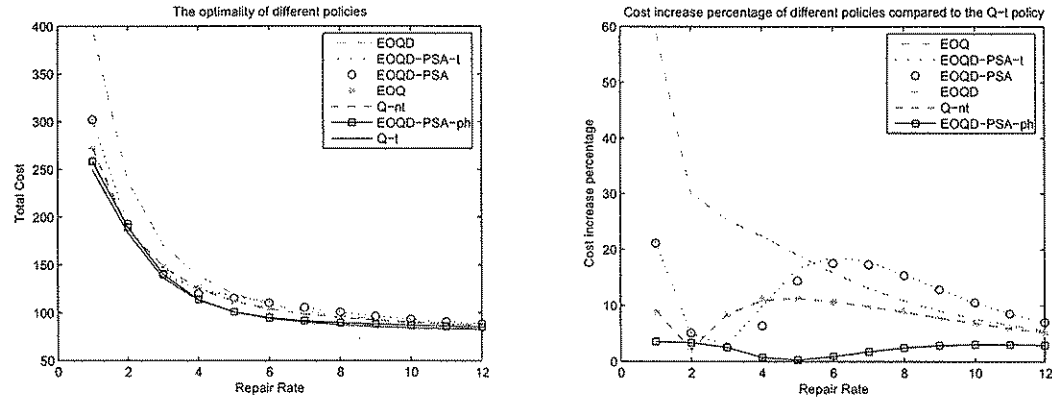 The optimality of different policies
Total Cost
400
350
300
250
200
150
100
50
0
2
4
6
8
10
12
Repair Rate
EOQD
EOQD-PSA-t
EOQD-PSA
EOQ
Q-nt
EOQD-PSA-ph
Q-t
Cost increase percentage of different policies compared to the Q-t policy
Cost increase percentage
60
50
40
30
20
10
0
0
2
4
6
8
10
12
Repair Rate
EOQ
EOQD-PSA-t
EOQD-PSA
EOQD
Q-nt
EOQD-PSA-ph